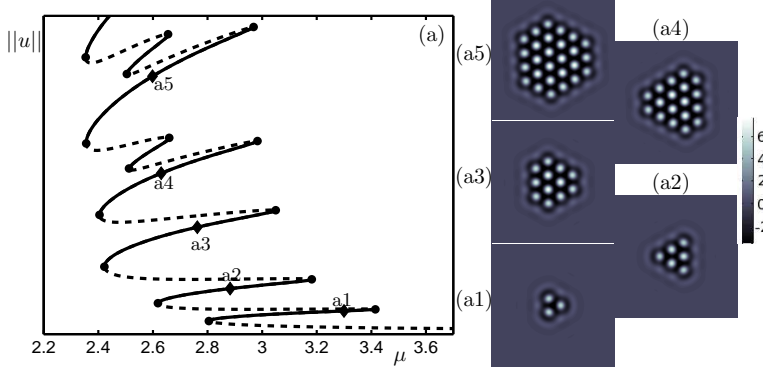 ||u||
(a)
a5
a4
a3
a2
a1
2.2 2.4 2.6 2.8 3 3.2 3.4 3.6
μ
(a5)
(a4)
(a3)
(a2)
(a1)
6
4
2
0
-2